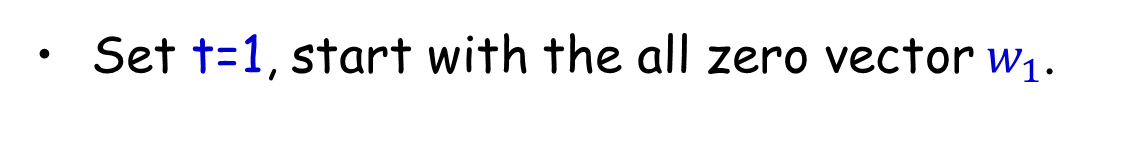 • Set t=1, start with the all zero vector w₁.